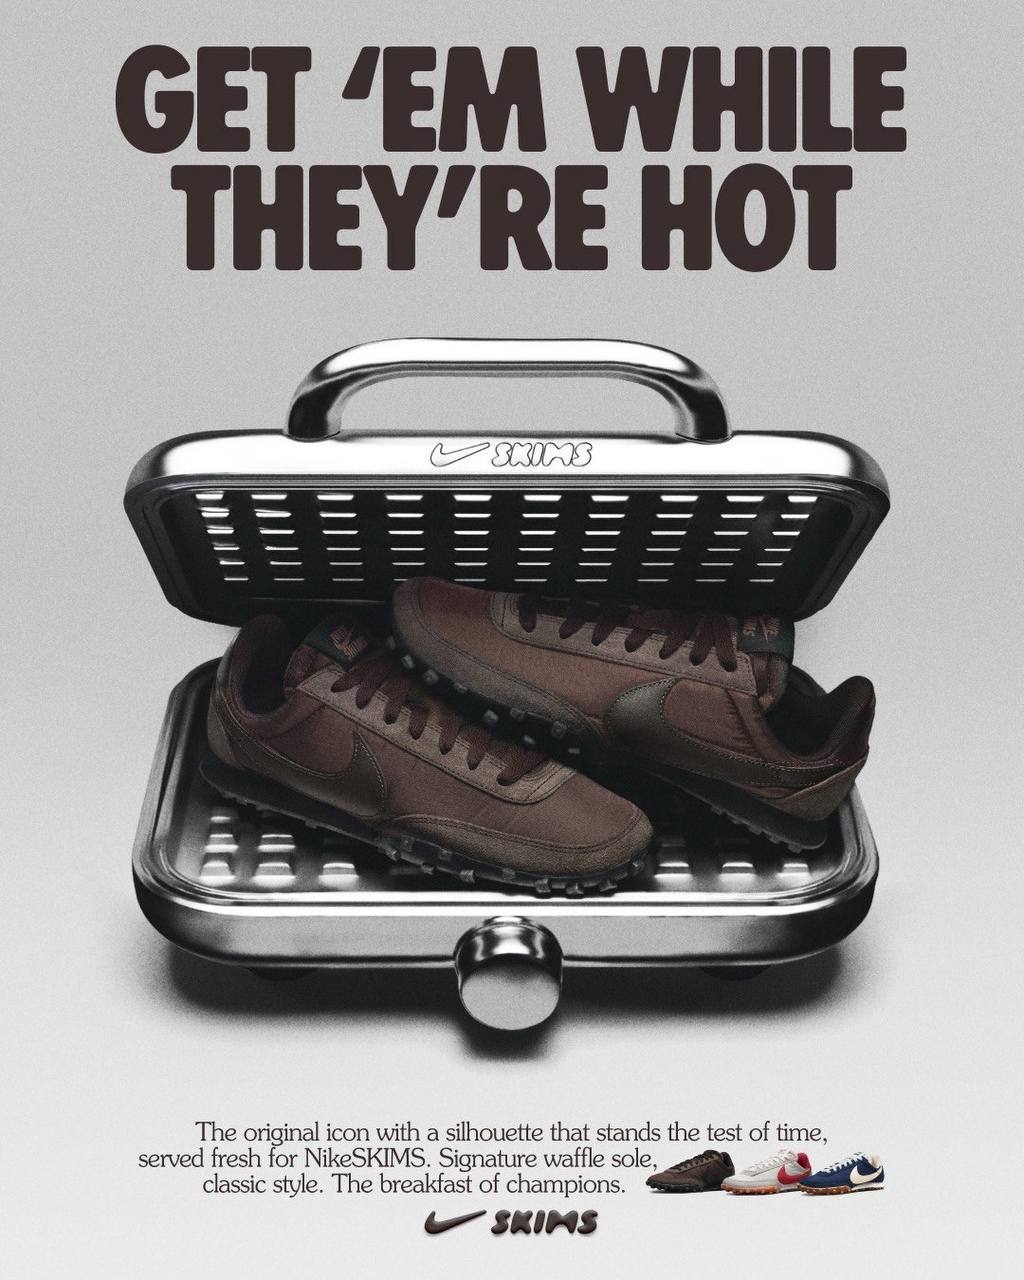 GET ‘EM WHILE
THEY’RE HOT
SKIMS
The original icon with a silhouette that stands the test of time,
served fresh for NikeSKIMS. Signature waffle sole,
classic style. The breakfast of champions.
SKIMS